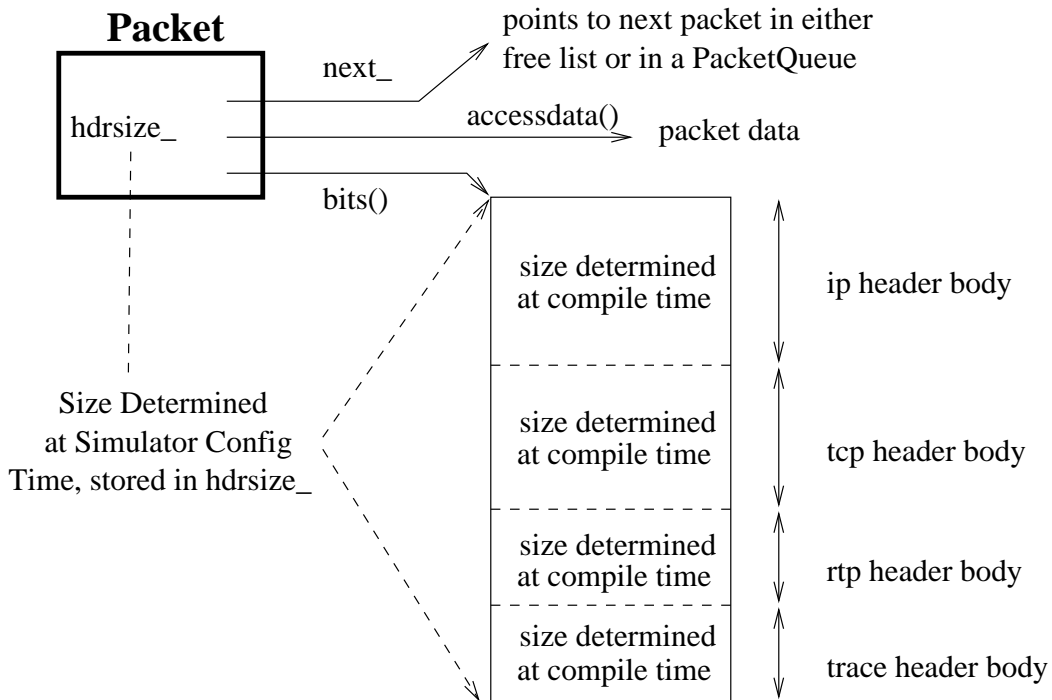 Packet
points to next packet in either
free list or in a PacketQueue
next_
hdrsize_
accessdata()
packet data
bits()
size determined
at compile time
ip header body
Size Determined
at Simulator Config
Time, stored in hdrsize_
size determined
at compile time
tcp header body
size determined
at compile time
rtp header body
size determined
at compile time
trace header body